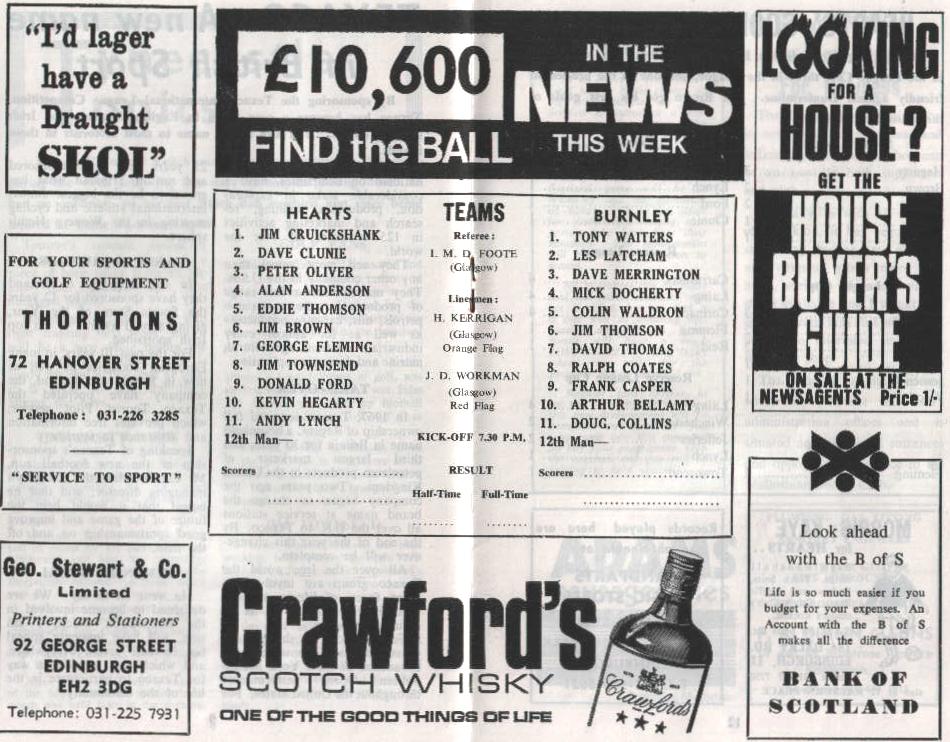 "I'd lager
have a
Draught
SKOL"
FOR YOUR SPORTS AND
GOLF EQUIPMENT
THORNTONS
72 HANOVER STREET
EDINBURGH
Telephone: 031-226 3285
"SERVICE TO SPORT"
Geo. Stewart & Co.
Limited
Printers and Stationers
92 GEORGE STREET
EDINBURGH
EH2 3DG
Telephone: 031-225 7931
£10,600
FIND the BALL
IN THE
NEWS
THIS WEEK
HEARTS
1. JIM CRUICKSHANK
2. DAVE CLUNIE
3. PETER OLIVER
4. ALAN ANDERSON
5. EDDIE THOMSON
6. JIM BROWN
7. GEORGE FLEMING
8. JIM TOWNSEND
9. DONALD FORD
10. KEVIN HEGARTY
11. ANDY LYNCH
12th Man—
Scorers
TEAMS
Referee:
I. M. D. FOOTE
(Glasgow)
Linesmen:
H. KERRIGAN
(Glasgow)
Orange Flag
J. D. WORKMAN
(Glasgow)
Red Flag
KICK-OFF 7.30 P.M.
RESULT
Half-Time Full-Time
BURNLEY
1. TONY WAITERS
2. LES LATCHAM
3. DAVE MERRINGTON
4. MICK DOCHERTY
5. COLIN WALDRON
6. JIM THOMSON
7. DAVID THOMAS
8. RALPH COATES
9. FRANK CASPER
10. ARTHUR BELLAMY
11. DOUG. COLLINS
12th Man—
Scorers
Crawford's
SCOTCH WHISKY
ONE OF THE GOOD THINGS OF LIFE
Crawford's
LOOKING
FOR A
HOUSE?
GET THE
HOUSE
BUYER'S
GUIDE
ON SALE AT THE
NEWSAGENTS Price 1/-
Look ahead
with the B of S
Life is so much easier if you
budget for your expenses. An
Account with the B of S
makes all the difference
BANK OF
SCOTLAND